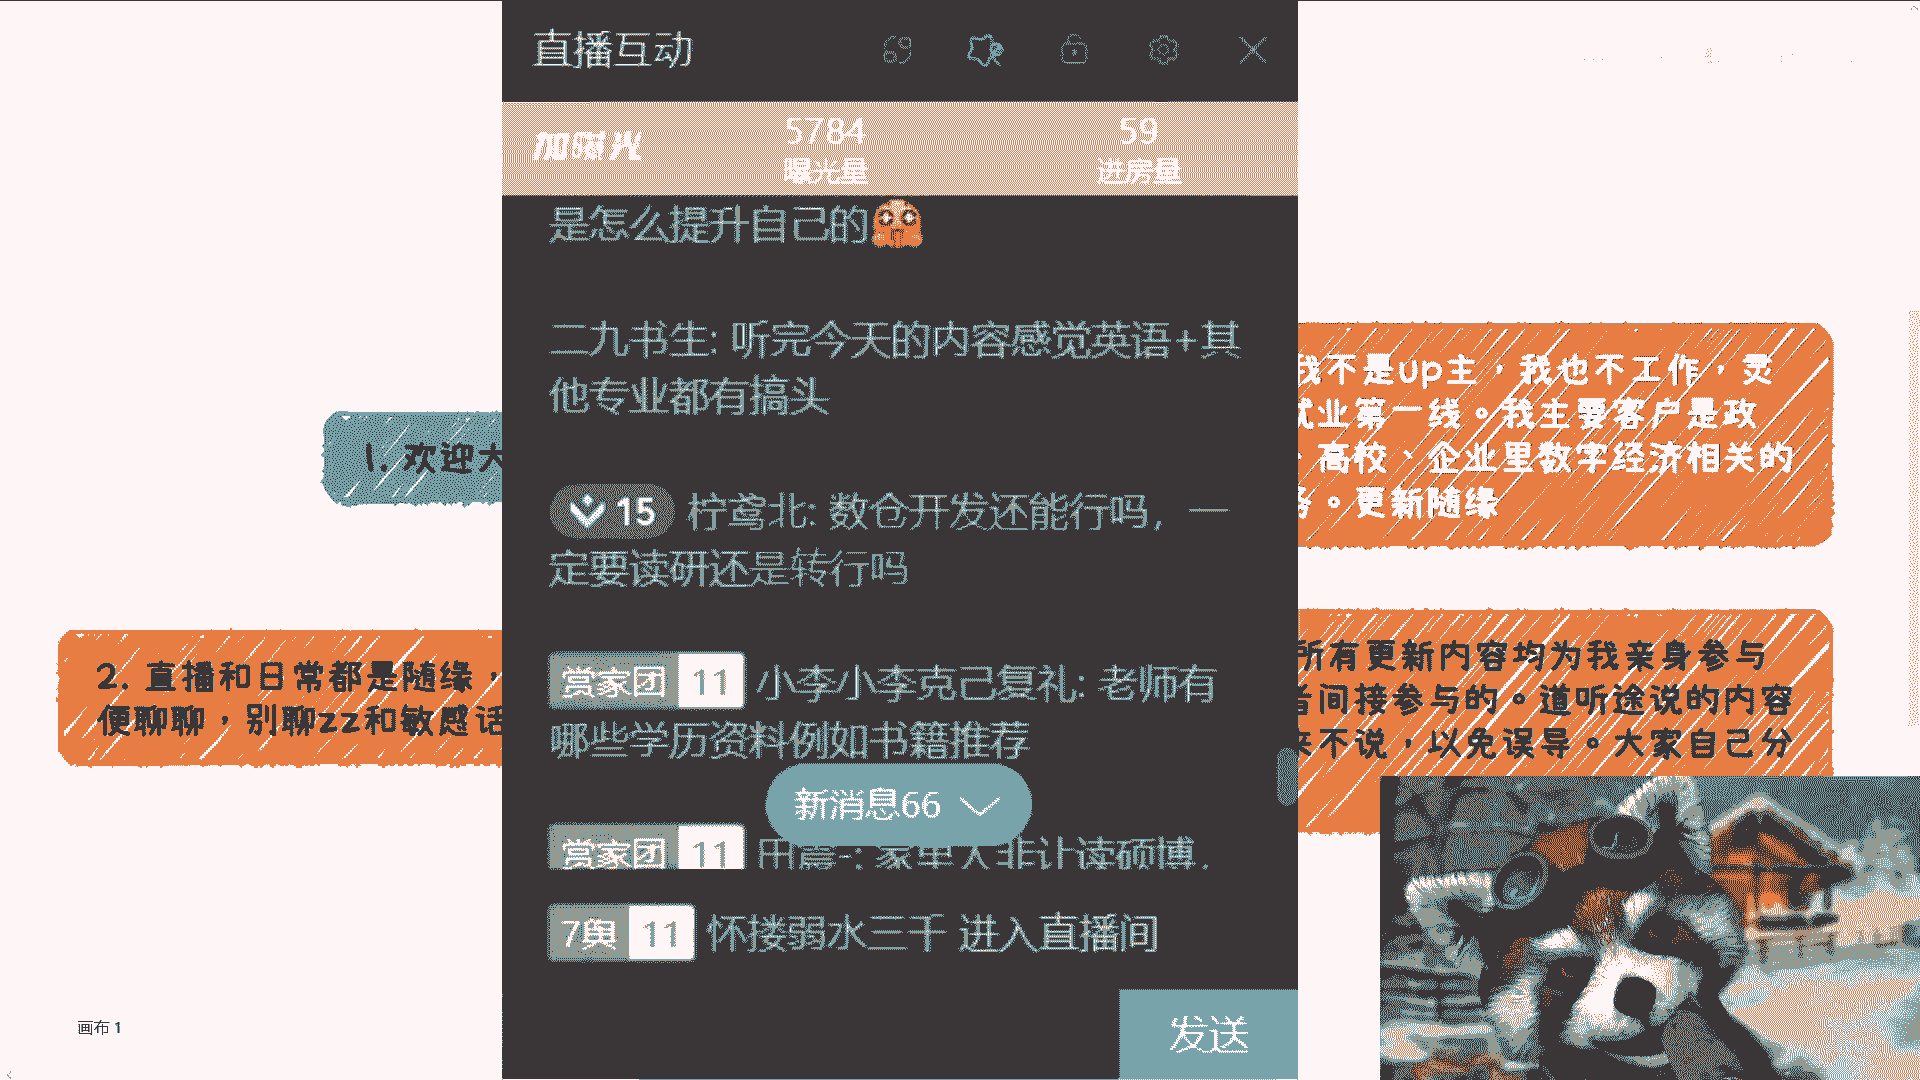 直播互动
加曝光
5784
曝光量
59
进房量
是怎么提升自己的
二九书生: 听完今天的内容感觉英语+其
他专业都有搞头
15 柠鸢北: 数仓开发还能行吗，一
定要读研还是转行吗
赏家团 11 小李小李克己复礼: 老师有
哪些学历资料例如书籍推荐
新消息66
赏家团 11 非让读硕博，
7舆 11 怀搂弱水三千 进入直播间
发送
1. 欢迎大
2. 直播和日常都是随缘，
便聊聊，别聊zz和敏感话
我不是up主，我也不工作，灵
就业第一线。我主要客户是政
、高校、企业里数字经济相关的
务。更新随缘
所有更新内容均为我亲身参与
者间接参与的。道听途说的内容
来不说，以免误导。大家自己分
画布 1